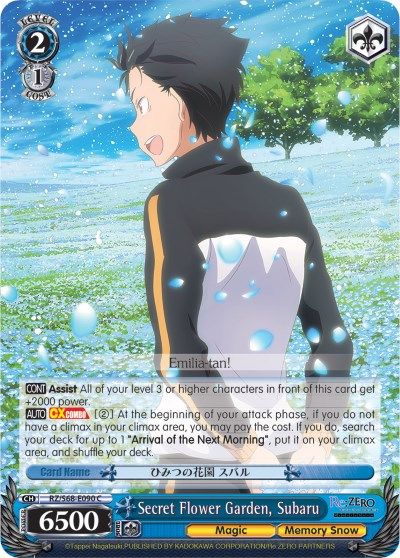 LEVEL
2
1
COST
Emilia-tan!
CONT Assist All of your level 3 or higher characters in front of this card get
+2000 power.
AUTO CX COMBO [②] At the beginning of your attack phase, if you do not
have a climax in your climax area, you may pay the cost. If you do, search
your deck for up to 1 "Arrival of the Next Morning", put it on your climax
area, and shuffle your deck.
Card Name ひみつの花園 スバル
CH RZ/S68-E090 C
POWER 6500 Secret Flower Garden, Subaru Re:ZERO
Magic Memory Snow
©Tappei Nagatsuki,PUBLISHED BY KADOKAWA CORPORATION/Re:ZERO PARTNERS